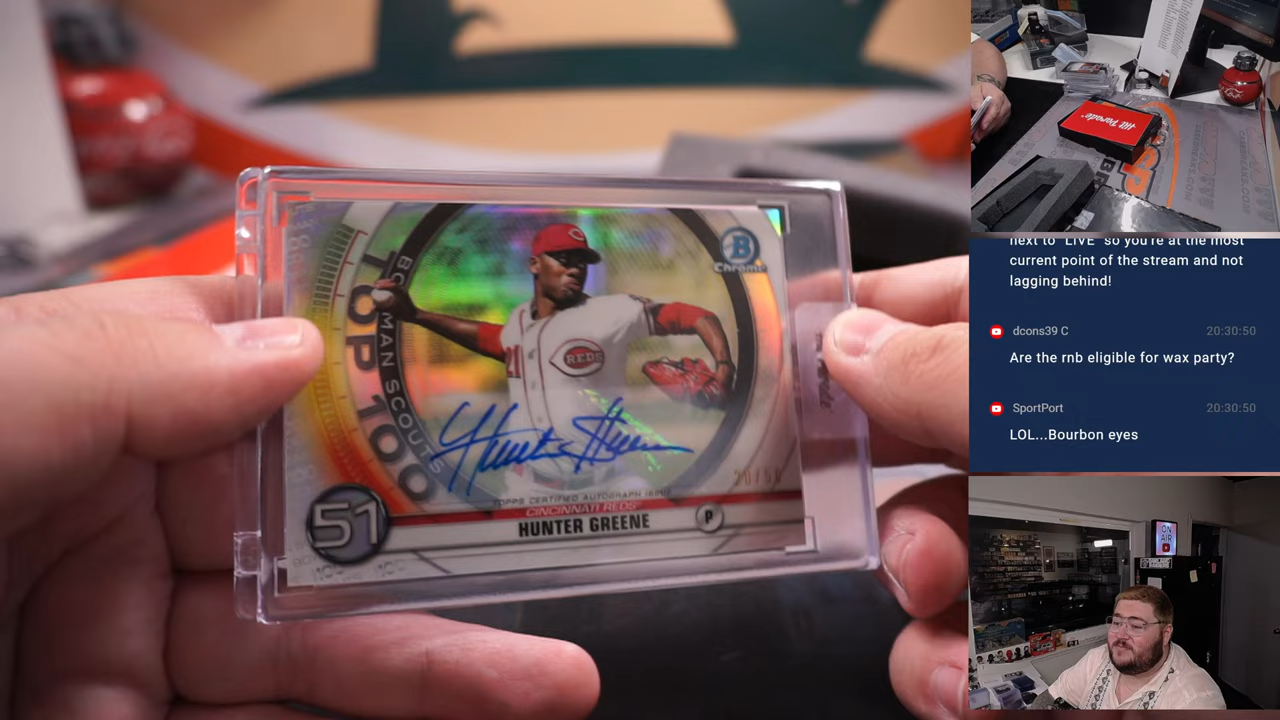 B
Chrome
BOWMAN SCOUTS
TOP 100
REDS
21
TOPPS CERTIFIED AUTOGRAPH ISSUE
CINCINNATI REDS
HUNTER GREENE
P
51
Hit Parade
next to "LIVE" so you're at the most
current point of the stream and not
lagging behind!
dcons39 C 20:30:50
Are the rnb eligible for wax party?
SportPort 20:30:50
LOL...Bourbon eyes
ON
AIR